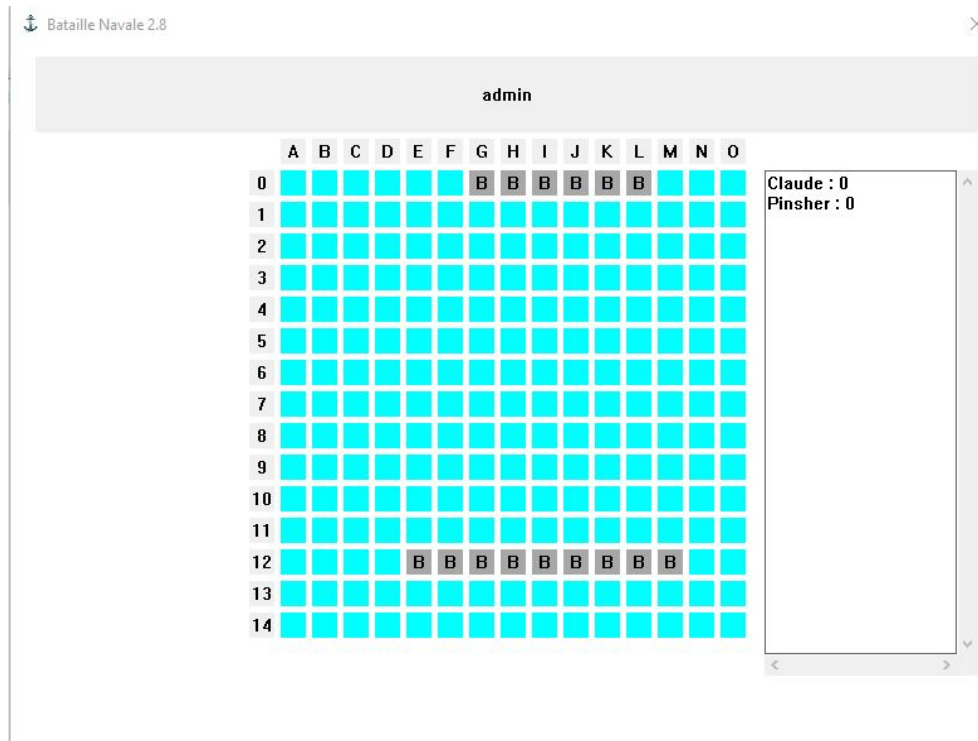 Bataille Navale 2.8
admin
A B C D E F G H I J K L M N O
0 B B B B B B
Claude : 0
Pinsher : 0
1
2
3
4
5
6
7
8
9
10
11
12 B B B B B B B B B
13
14